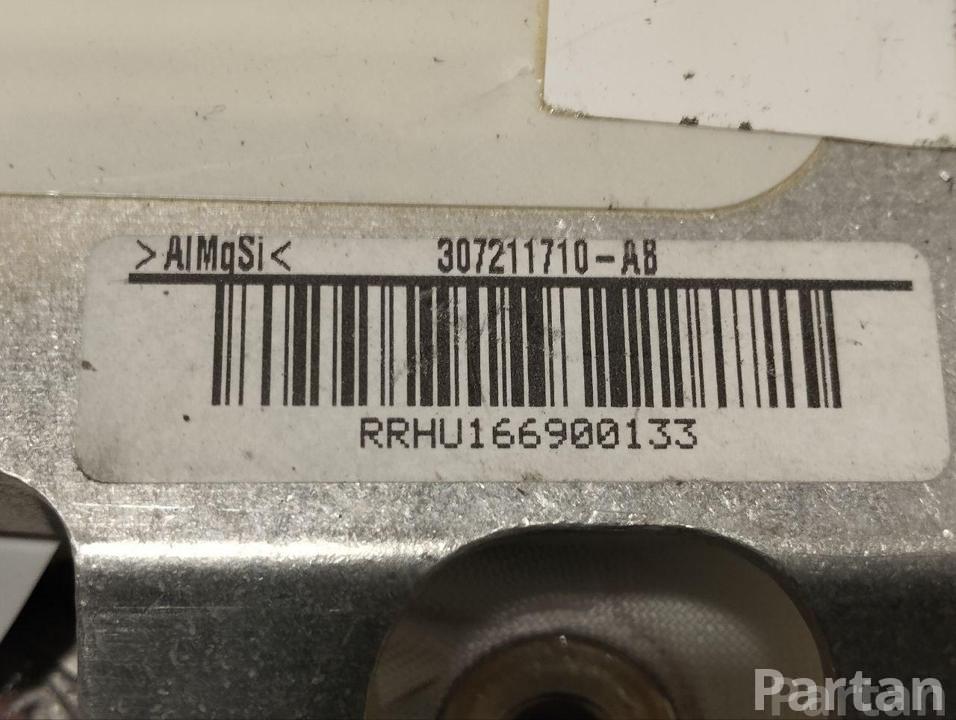 >AlMgSi< 307211710-AB
RRHU166900133
Partan